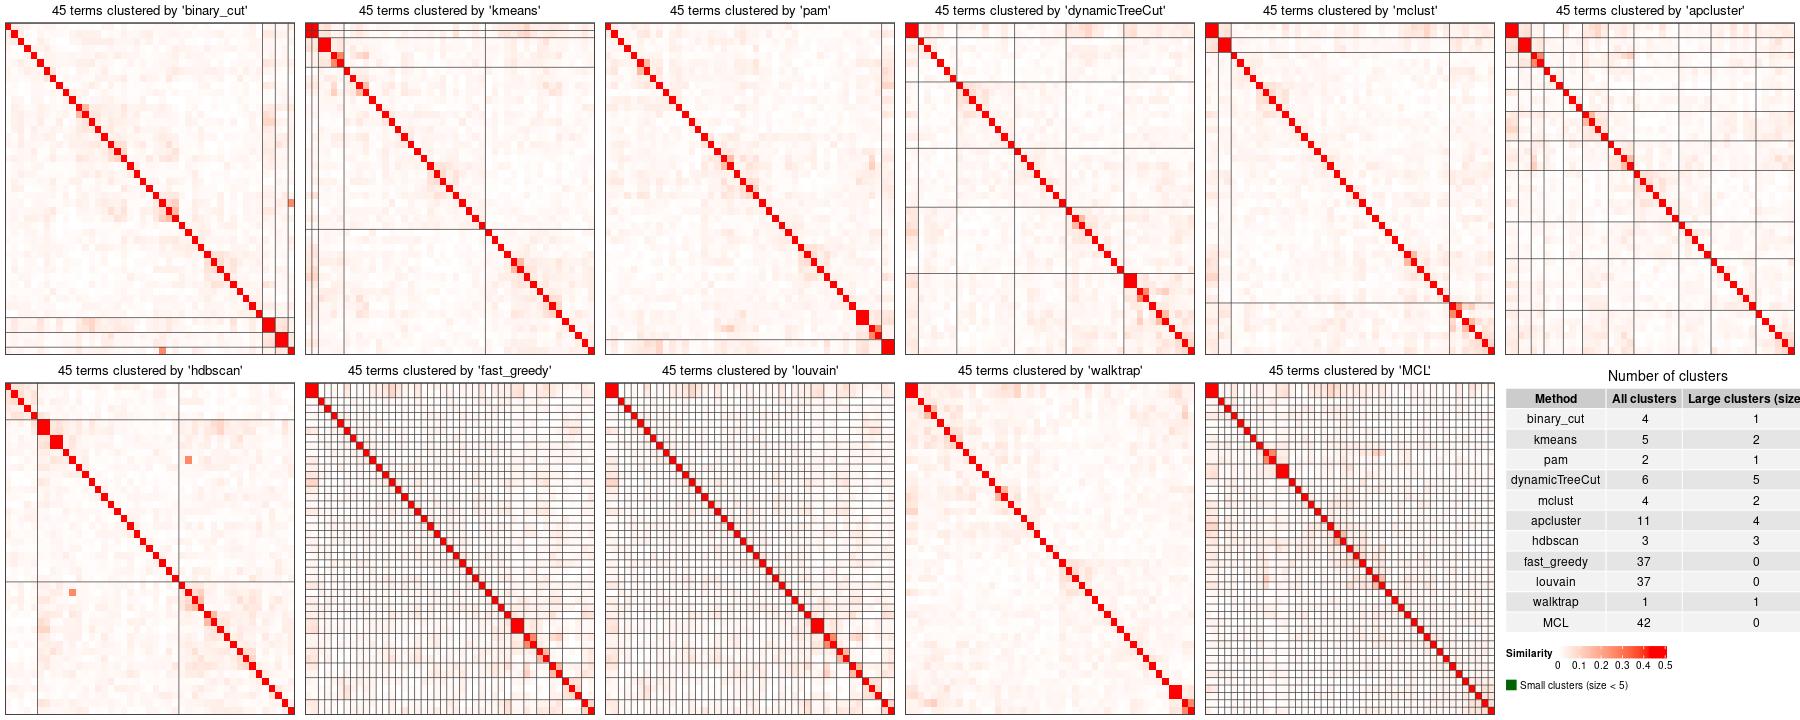 45 terms clustered by 'binary_cut'
45 terms clustered by 'kmeans'
45 terms clustered by 'pam'
45 terms clustered by 'dynamicTreeCut'
45 terms clustered by 'mclust'
45 terms clustered by 'apcluster'
45 terms clustered by 'hdbscan'
45 terms clustered by 'fast_greedy'
45 terms clustered by 'louvain'
45 terms clustered by 'walktrap'
45 terms clustered by 'MCL'
Number of clusters
Method All clusters Large clusters (size
binary_cut 4 1
kmeans 5 2
pam 2 1
dynamicTreeCut 6 5
mclust 4 2
apcluster 11 4
hdbscan 3 3
fast_greedy 37 0
louvain 37 0
walktrap 1 1
MCL 42 0
Similarity
0 0.1 0.2 0.3 0.4 0.5
Small clusters (size < 5)